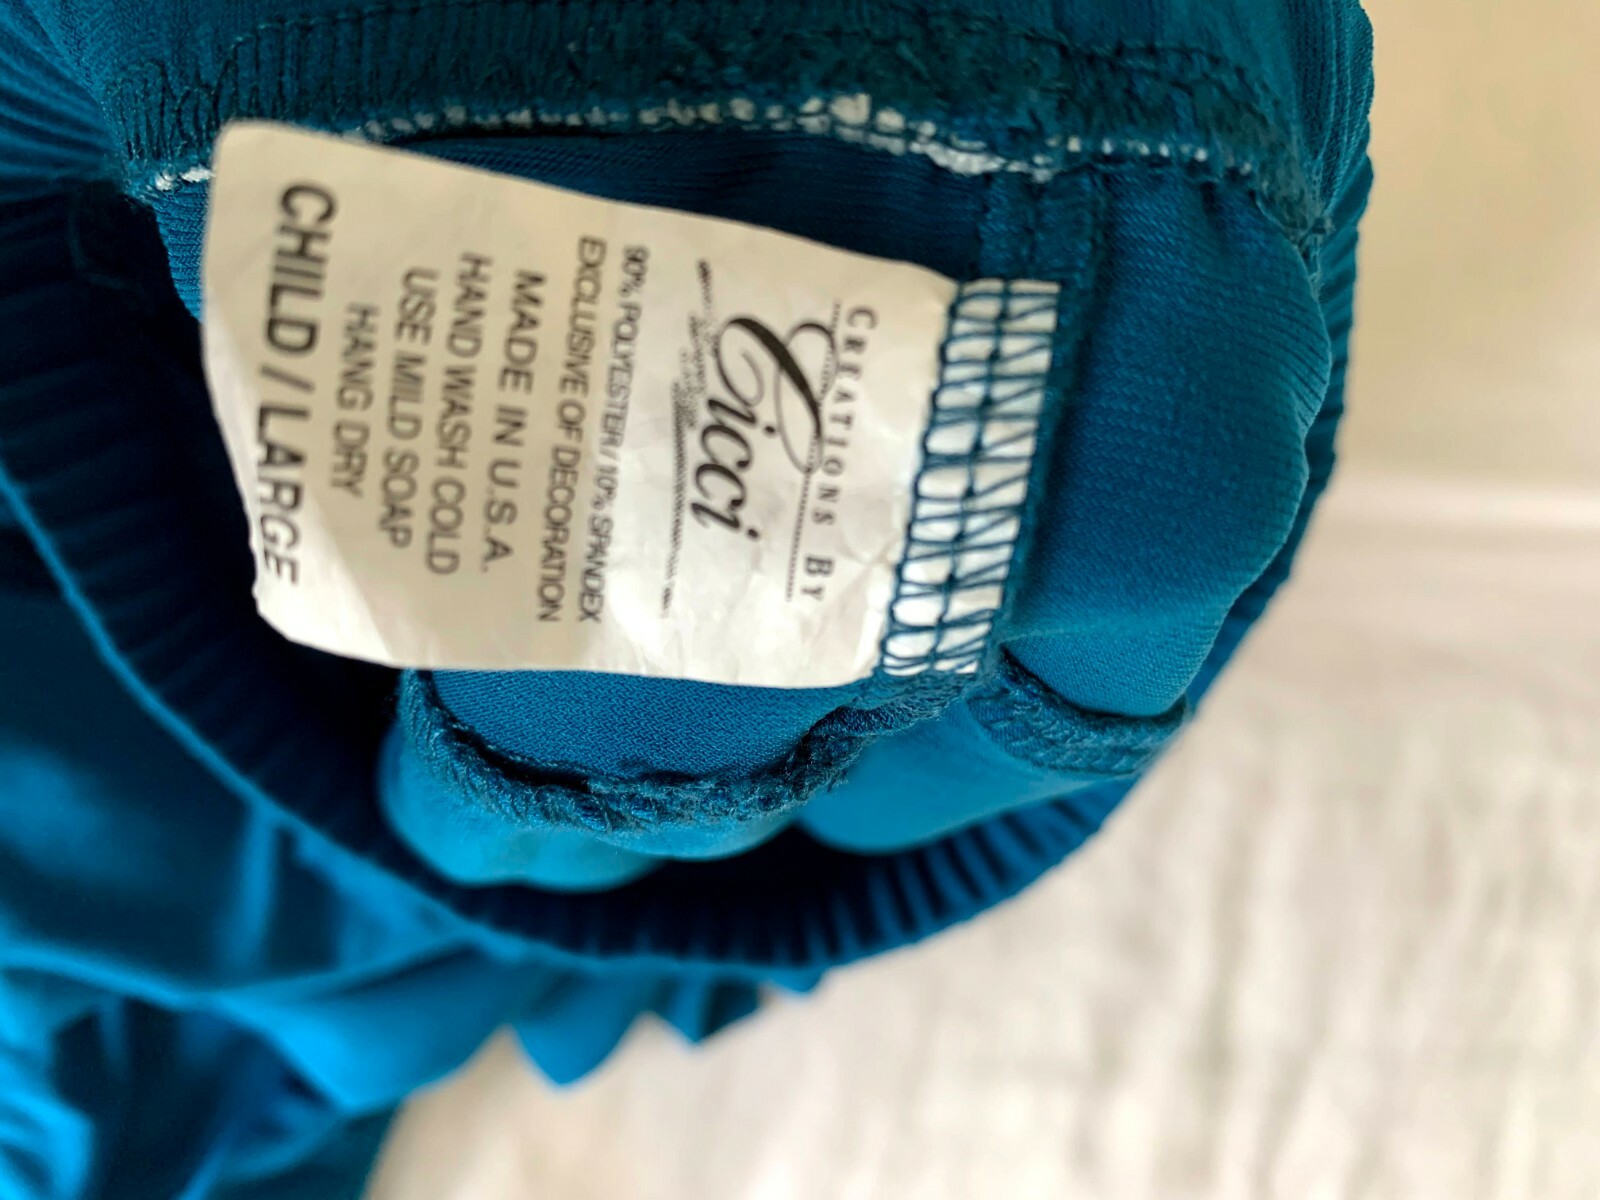 CREATIONS BY
Cicci
90% POLYESTER / 10% SPANDEX
EXCLUSIVE OF DECORATION
MADE IN U.S.A.
HAND WASH COLD
USE MILD SOAP
HANG DRY
CHILD / LARGE